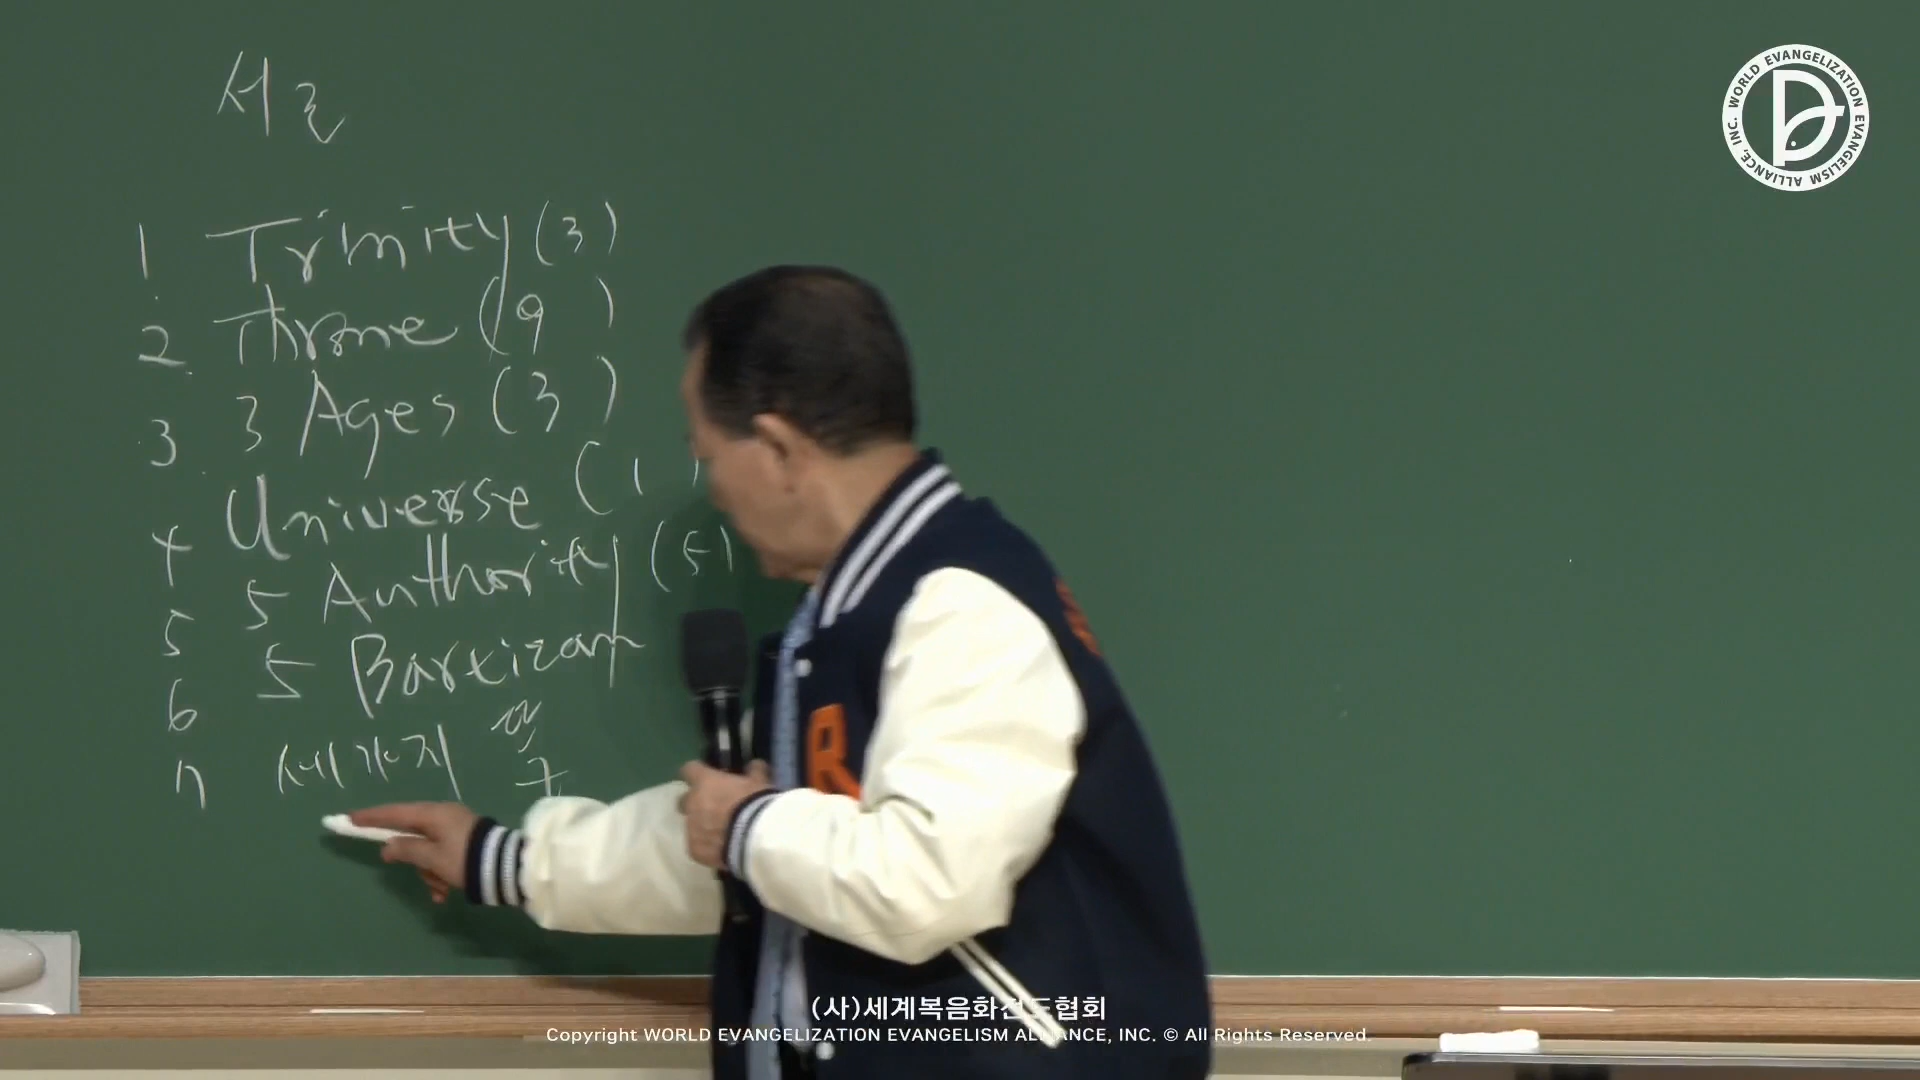 서론
1 Trinity (3)
2. Throne (9)
3. 3 Ages (3)
4 Universe (1)
5 5 Authority (5)
6 5 Bartizan
7 세가지
WORLD EVANGELIZATION EVANGELISM ALLIANCE, INC.
R
(사)세계복음화전도협회
Copyright WORLD EVANGELIZATION EVANGELISM ALLIANCE, INC. © All Rights Reserved.